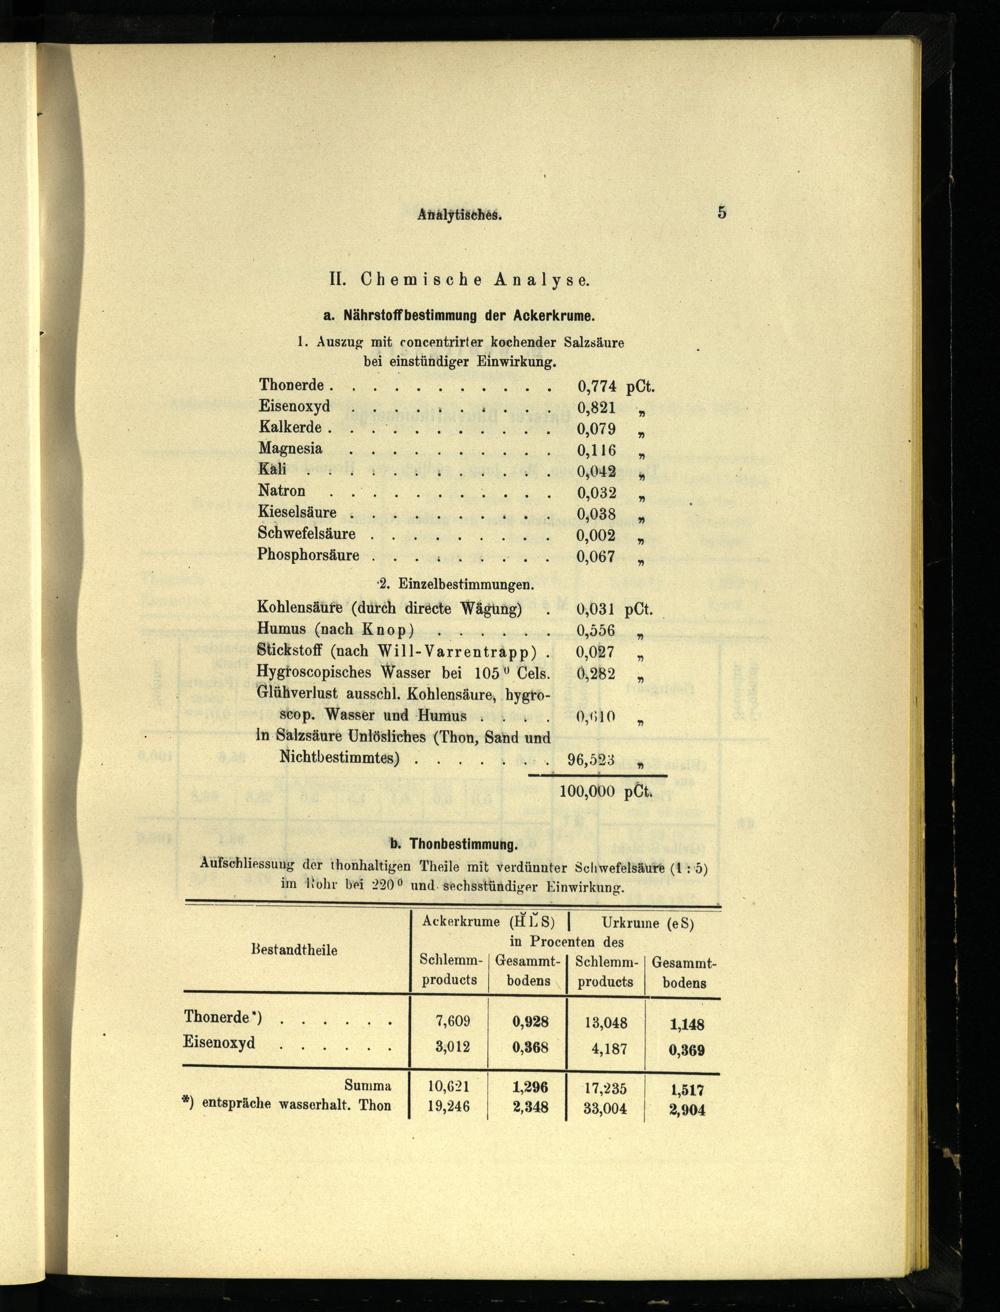 Analytisches. 5
II. Chemische Analyse.
a. Nährstoffbestimmung der Ackerkrume.
1. Auszug mit concentrirter kochender Salzsäure
bei einstündiger Einwirkung.
Thonerde . . . . . . . . . . . 0,774 pCt.
Eisenoxyd . . . . . . . . . . 0,821 „
Kalkerde . . . . . . . . . . . 0,079 „
Magnesia . . . . . . . . . . 0,116 „
Kali . . . . . . . . . . . . 0,042 „
Natron . . . . . . . . . . . 0,032 „
Kieselsäure . . . . . . . . . . 0,038 „
Schwefelsäure . . . . . . . . . 0,002 „
Phosphorsäure . . . . . . . . . 0,067 „
2. Einzelbestimmungen.
Kohlensäure (durch directe Wägung) . 0,031 pCt.
Humus (nach Knop) . . . . . . 0,556 „
Stickstoff (nach Will-Varrentrapp) . 0,027 „
Hygroscopisches Wasser bei 105⁰ Cels. 0,282 „
Glühverlust ausschl. Kohlensäure, hygro-
scop. Wasser und Humus . . . . 0,610 „
in Salzsäure Unlösliches (Thon, Sand und
Nichtbestimmtes) . . . . . . . 96,523 „
100,000 pCt.
b. Thonbestimmung.
Aufschliessung der thonhaltigen Theile mit verdünnter Schwefelsäure (1 : 5)
im Rohr bei 220⁰ und sechsstündiger Einwirkung.
Bestandtheile
Ackerkrume (H̆L̆S) | Urkrume (eS)
in Procenten des
Schlemm- Gesammt- Schlemm- Gesammt-
products bodens products bodens
Thonerde*) . . . . . . 7,609 0,928 13,048 1,148
Eisenoxyd . . . . . . 3,012 0,368 4,187 0,369
Summa 10,621 1,296 17,235 1,517
*) entspräche wasserhalt. Thon 19,246 2,348 33,004 2,904